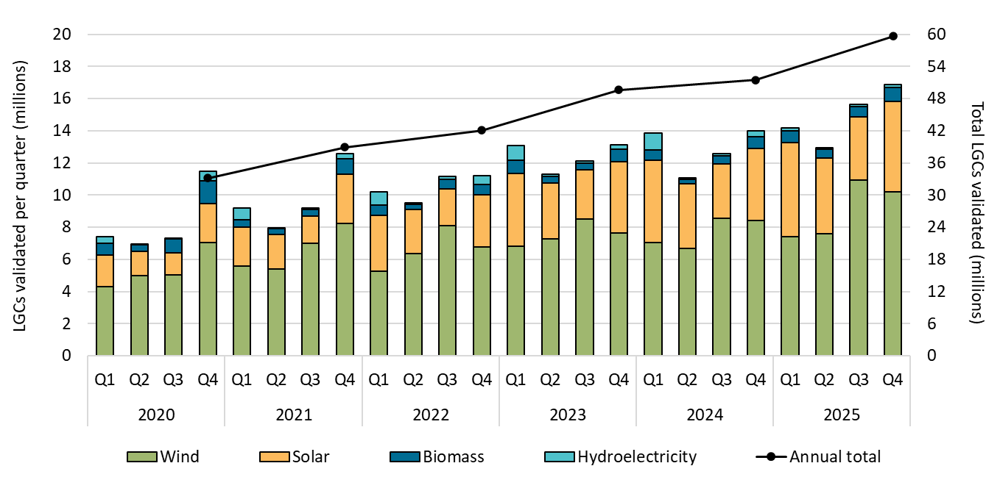 20 60
18 54
16 48
14 42
12 36
10 30
8 24
6 18
4 12
2 6
0 0
LGCs validated per quarter (millions)
Total LGCs validated (millions)
Q1 Q2 Q3 Q4 Q1 Q2 Q3 Q4 Q1 Q2 Q3 Q4 Q1 Q2 Q3 Q4 Q1 Q2 Q3 Q4 Q1 Q2 Q3 Q4
2020 2021 2022 2023 2024 2025
Wind Solar Biomass Hydroelectricity Annual total